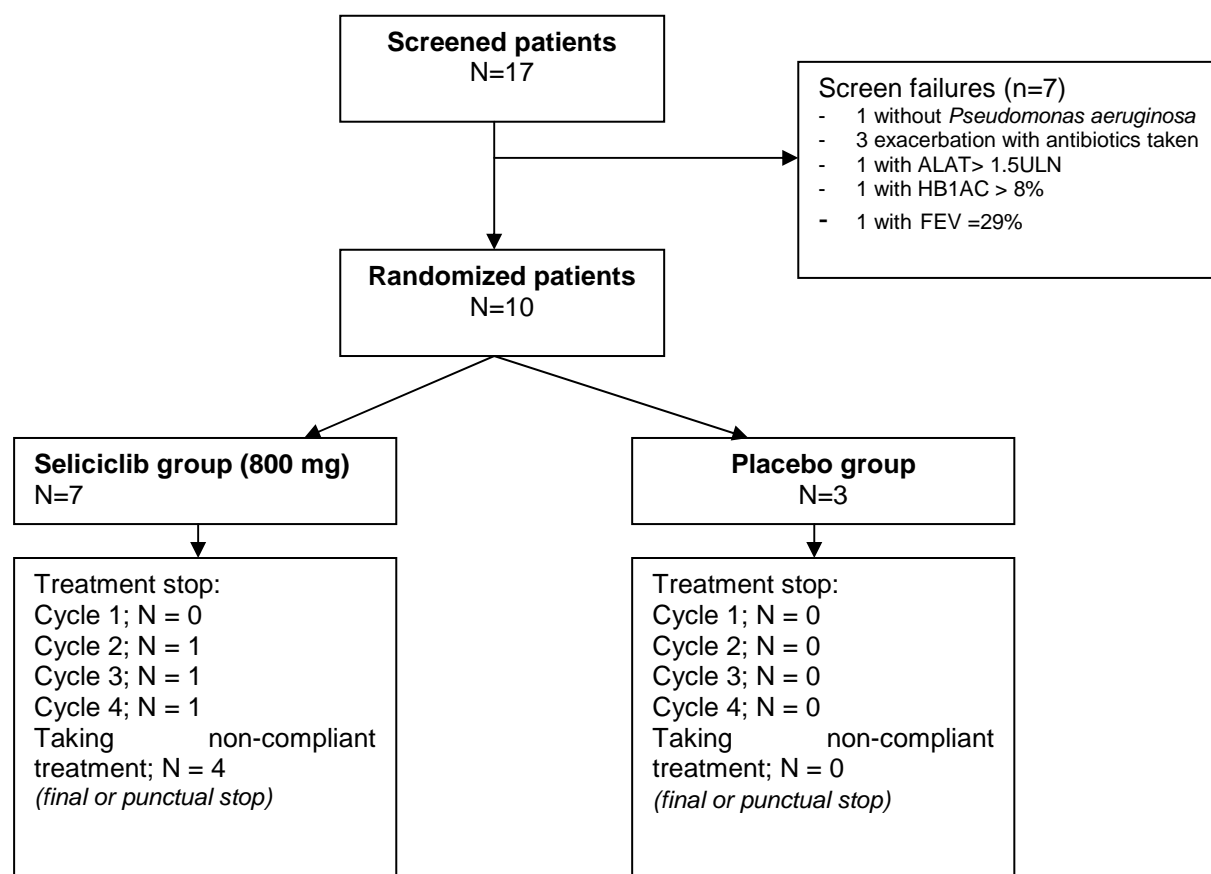 Screened patients
N=17
Screen failures (n=7)
- 1 without Pseudomonas aeruginosa
- 3 exacerbation with antibiotics taken
- 1 with ALAT> 1.5ULN
- 1 with HB1AC > 8%
- 1 with FEV =29%
Randomized patients
N=10
Seliciclib group (800 mg)
N=7
Placebo group
N=3
Treatment stop:
Cycle 1; N = 0
Cycle 2; N = 1
Cycle 3; N = 1
Cycle 4; N = 1
Taking non-compliant
treatment; N = 4
(final or punctual stop)
Treatment stop:
Cycle 1; N = 0
Cycle 2; N = 0
Cycle 3; N = 0
Cycle 4; N = 0
Taking non-compliant
treatment; N = 0
(final or punctual stop)